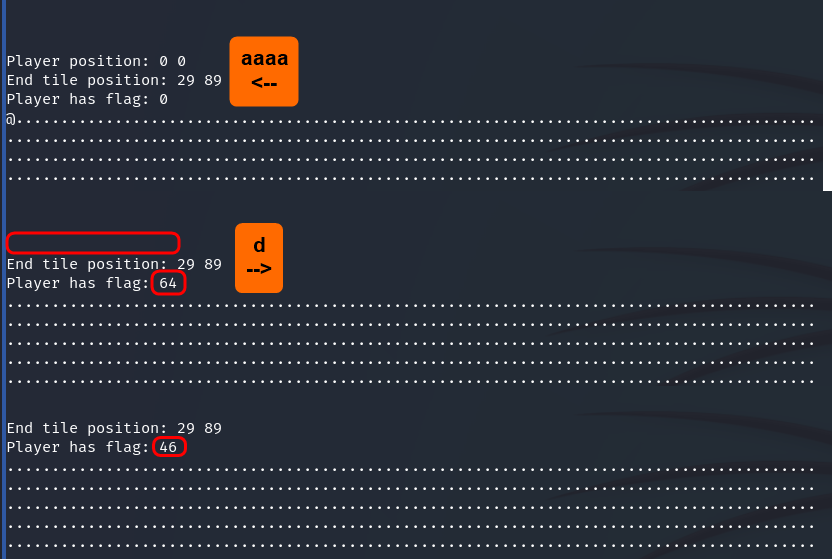 Player position: 0 0
End tile position: 29 89
Player has flag: 0
aaaa
<--
@.........................................................................................
..........................................................................................
..........................................................................................
..........................................................................................
End tile position: 29 89
Player has flag: 64
d
-->
..........................................................................................
..........................................................................................
..........................................................................................
..........................................................................................
..........................................................................................
End tile position: 29 89
Player has flag: 46
..........................................................................................
..........................................................................................
..........................................................................................
..........................................................................................
..........................................................................................